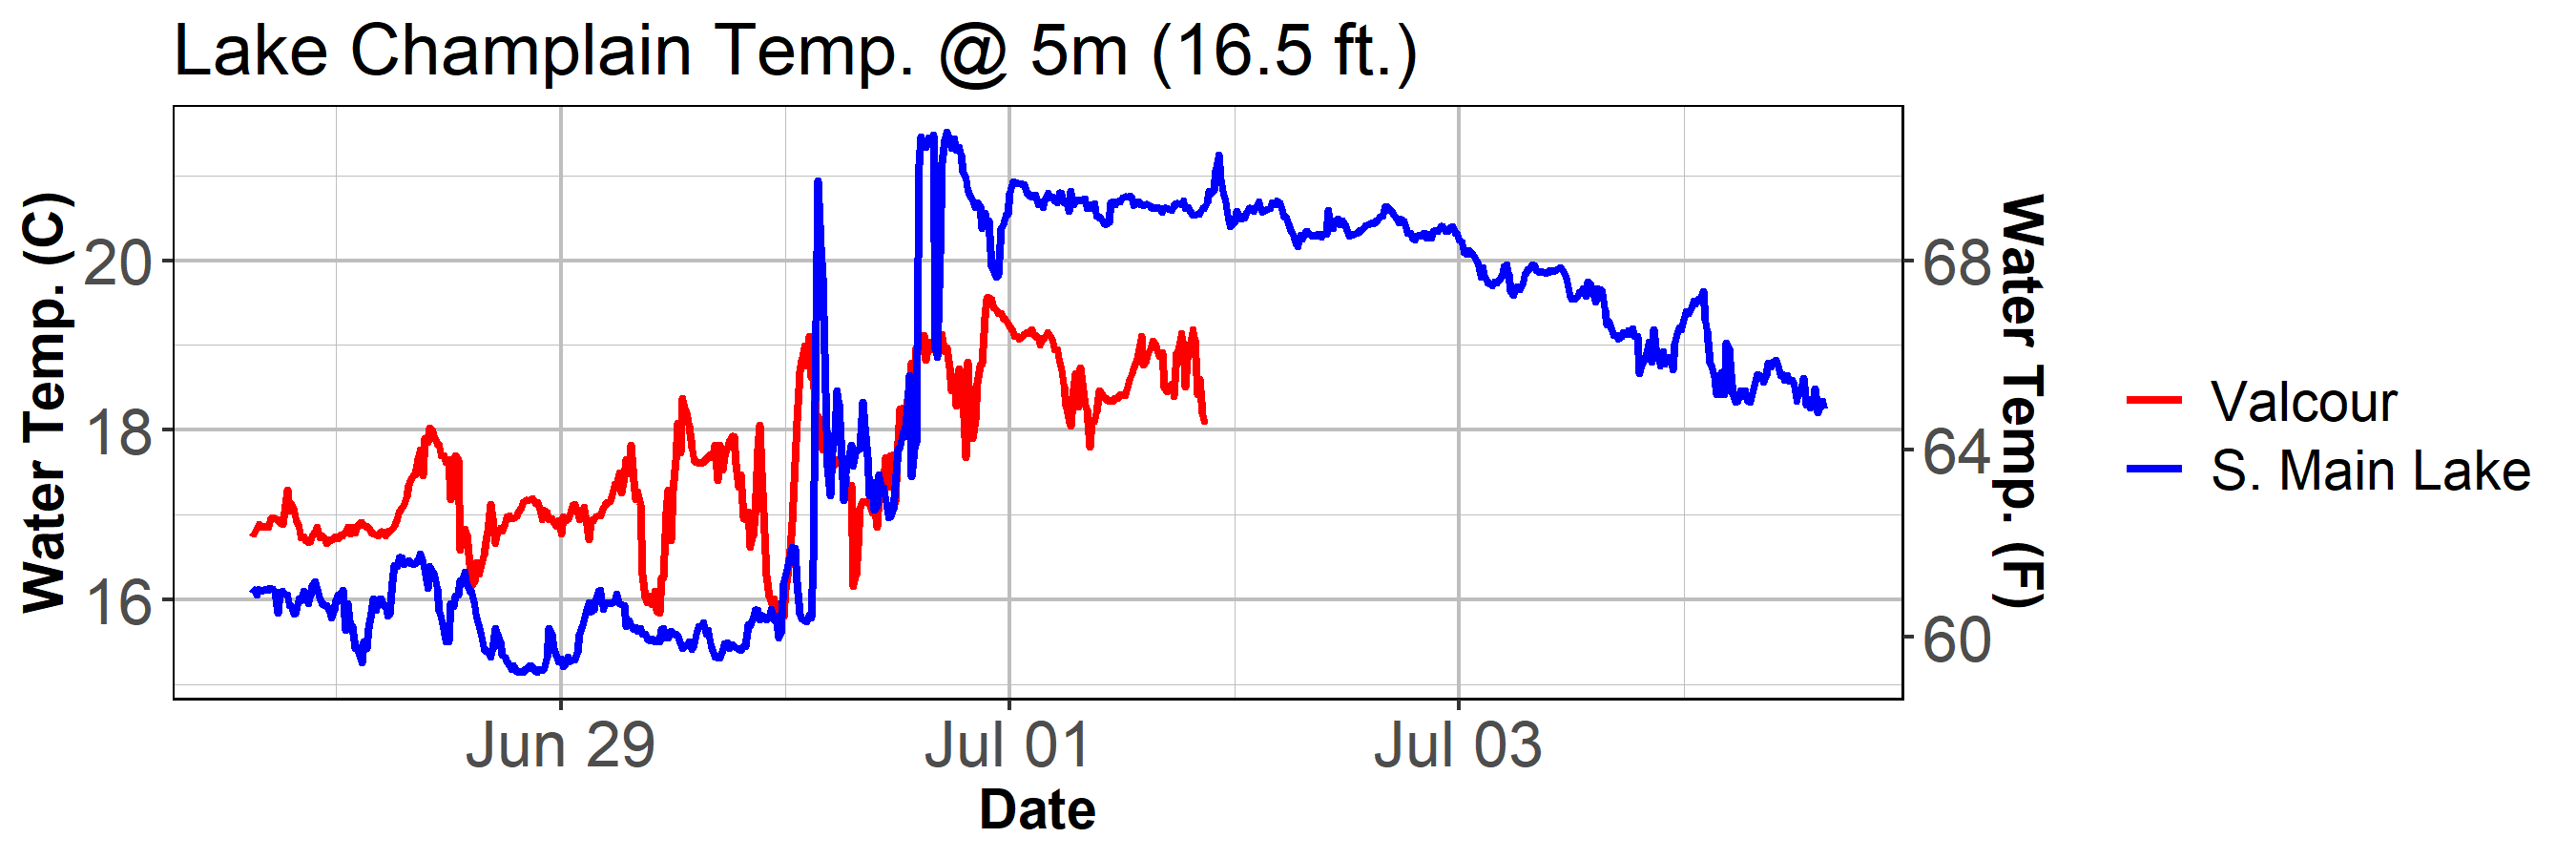 Lake Champlain Temp. @ 5m (16.5 ft.)
Water Temp. (C)
20
18
16
68
64
60
Water Temp. (F)
Jun 29
Jul 01
Jul 03
Date
Valcour
S. Main Lake